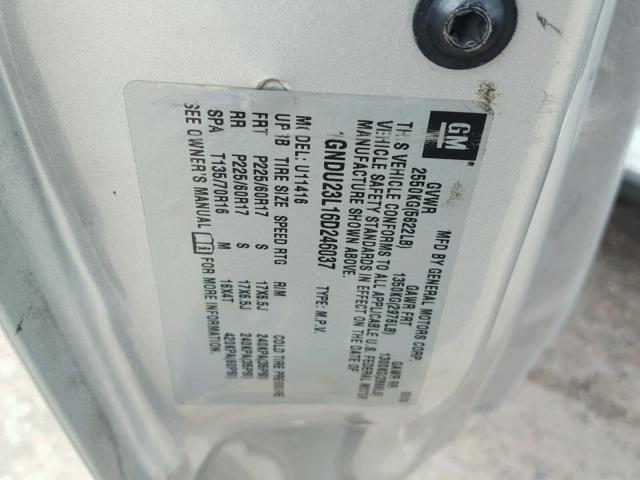 GM
MFD BY GENERAL MOTORS CORP
GVWR GAWR FRT GAWR RR
2550KG(5622LB) 1350KG(2976LB)
THIS VEHICLE CONFORMS TO ALL APPLICABLE U.S. FEDERAL MOTOR
VEHICLE SAFETY STANDARDS IN EFFECT ON THE DATE OF
MANUFACTURE SHOWN ABOVE.
GNDU23L16D246037 TYPE: M.P.V.
MODEL: U11416
UP 1B TIRE SIZE SPEED RTG RIM COLD TIRE PRESSURE
FRT P225/60R17 S 17X6.5J 240KPA(35PSI)
RR P225/60R17 S 17X6.5J 240KPA(35PSI)
SPA T135/70R16 M 16X4T 420KPA(60PSI)
SEE OWNER'S MANUAL FOR MORE INFORMATION.